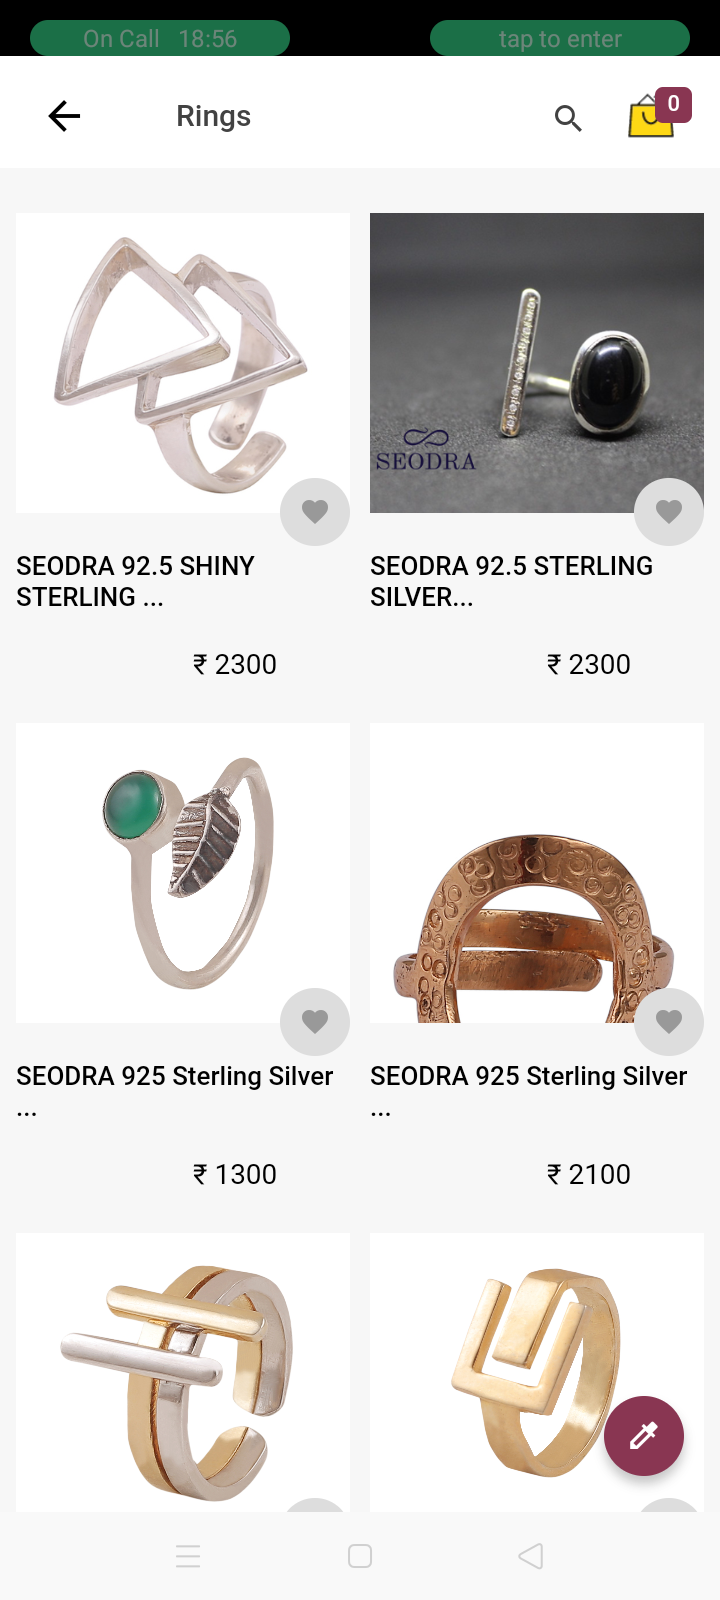 On Call 18:56
tap to enter
Rings
0
SEODRA
SEODRA 92.5 SHINY
STERLING ...
SEODRA 92.5 STERLING
SILVER...
₹ 2300
₹ 2300
SEODRA 925 Sterling Silver
...
SEODRA 925 Sterling Silver
...
₹ 1300
₹ 2100